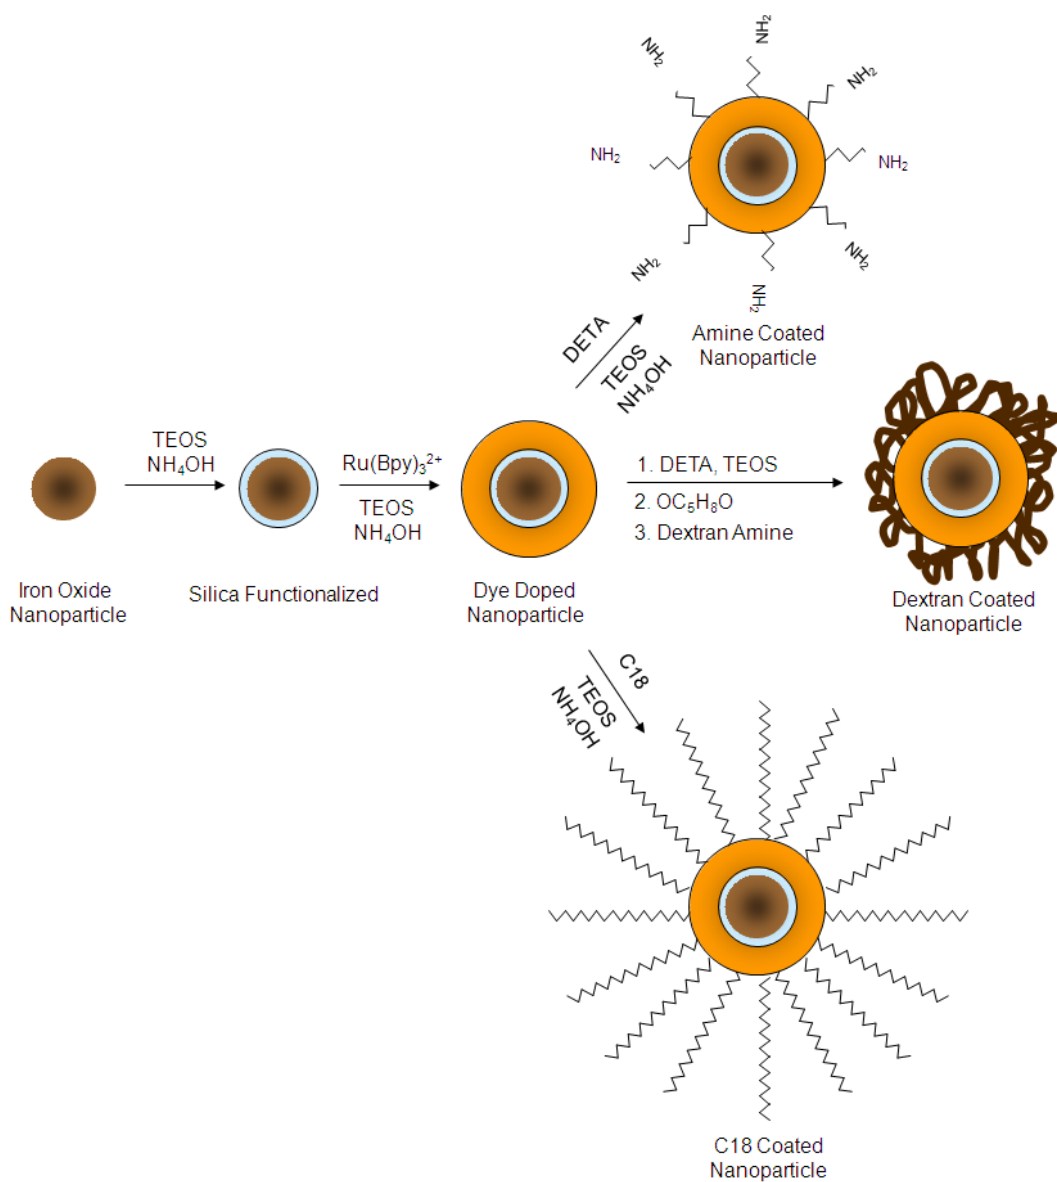 NH₂
NH₂
NH₂
NH₂
NH₂
NH₂
NH₂
NH₂
Amine Coated
Nanoparticle
DETA
TEOS
NH₄OH
TEOS
NH₄OH
Ru(Bpy)₃²⁺
TEOS
NH₄OH
1. DETA, TEOS
2. OC₅H₈O
3. Dextran Amine
Iron Oxide
Nanoparticle
Silica Functionalized
Dye Doped
Nanoparticle
Dextran Coated
Nanoparticle
C18
TEOS
NH₄OH
C18 Coated
Nanoparticle